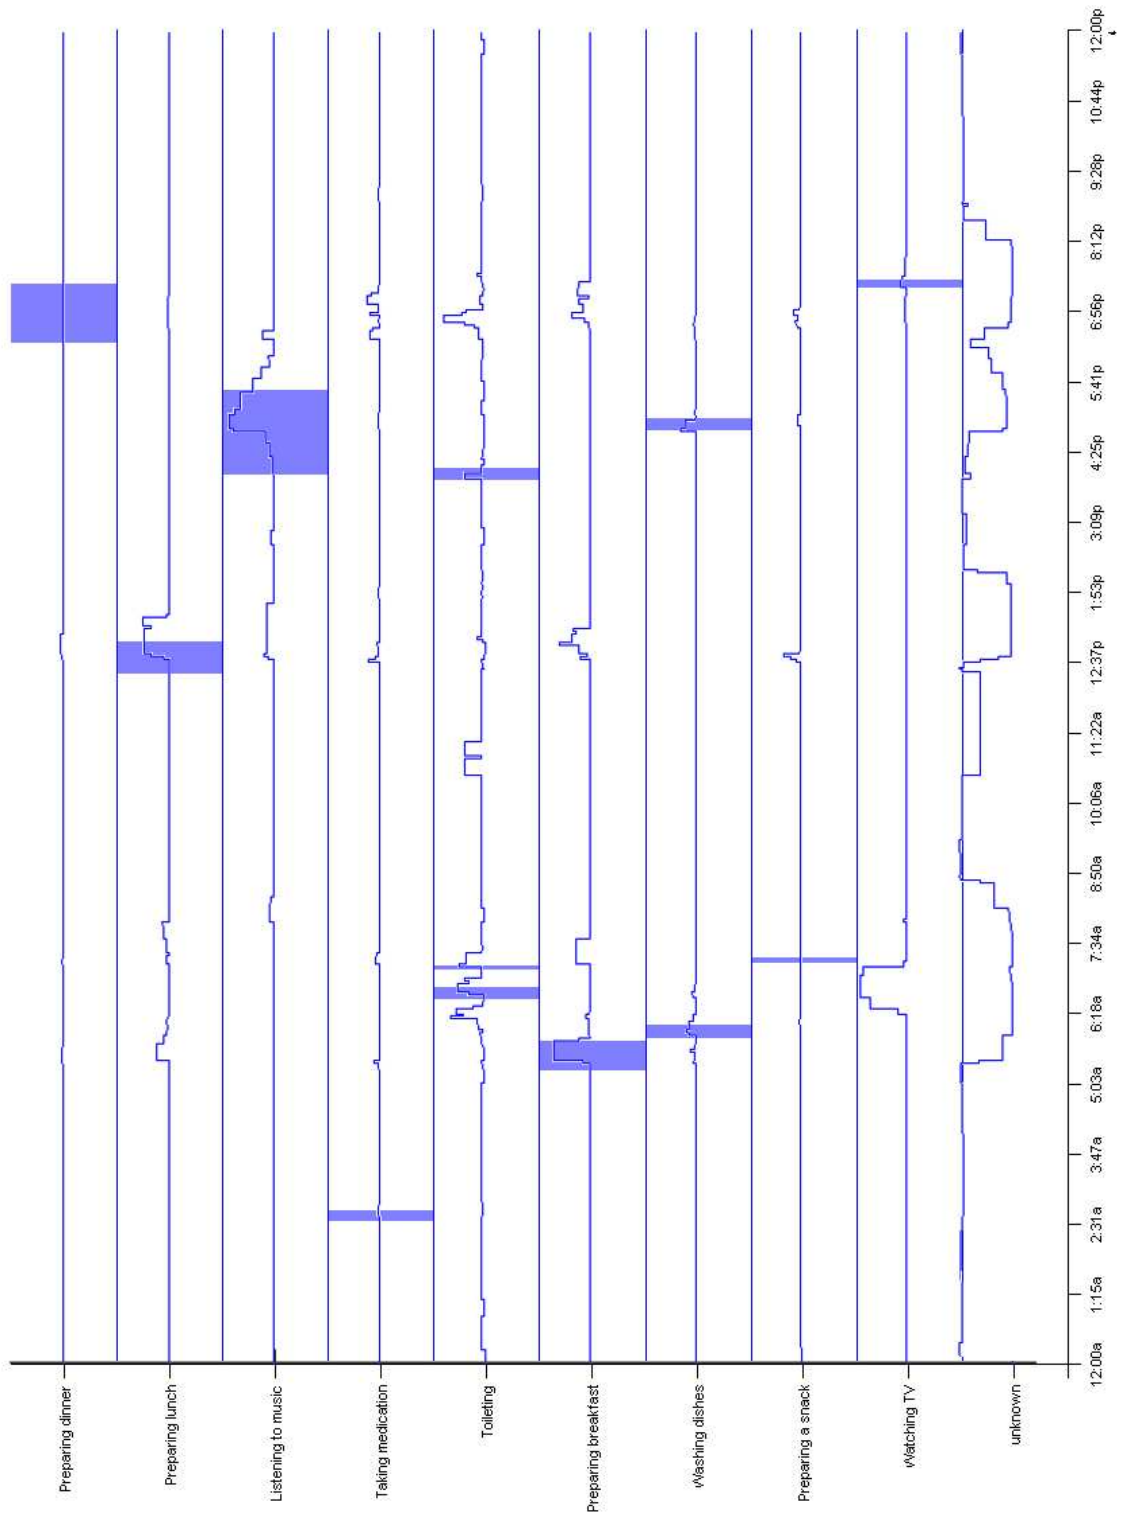 Preparing dinner
Preparing lunch
Listening to music
Taking medication
Toileting
Preparing breakfast
Washing dishes
Preparing a snack
Watching TV
unknown
12:00a
1:15a
2:31a
3:47a
5:03a
6:18a
7:34a
8:50a
10:06a
11:22a
12:37p
1:53p
3:09p
4:25p
5:41p
6:56p
8:12p
9:28p
10:44p
12:00p